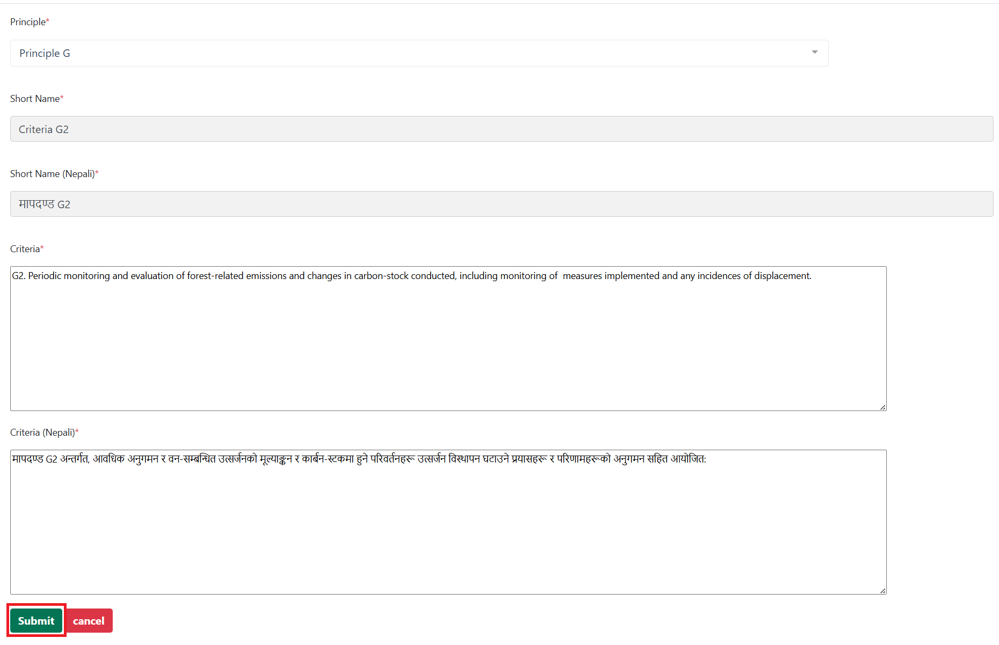 Principle*
Principle G
Short Name*
Criteria G2
Short Name (Nepali)*
मापदण्ड G2
Criteria*
G2. Periodic monitoring and evaluation of forest-related emissions and changes in carbon-stock conducted, including monitoring of  measures implemented and any incidences of displacement.
Criteria (Nepali)*
मापदण्ड G2 अन्तर्गत, आवधिक अनुगमन र वन-सम्बन्धित उत्सर्जनको मूल्याङ्कन र कार्बन-स्टकमा हुने परिवर्तनहरू उत्सर्जन विस्थापन घटाउने प्रयासहरू र परिणामहरूको अनुगमन सहित आयोजित:
Submit cancel